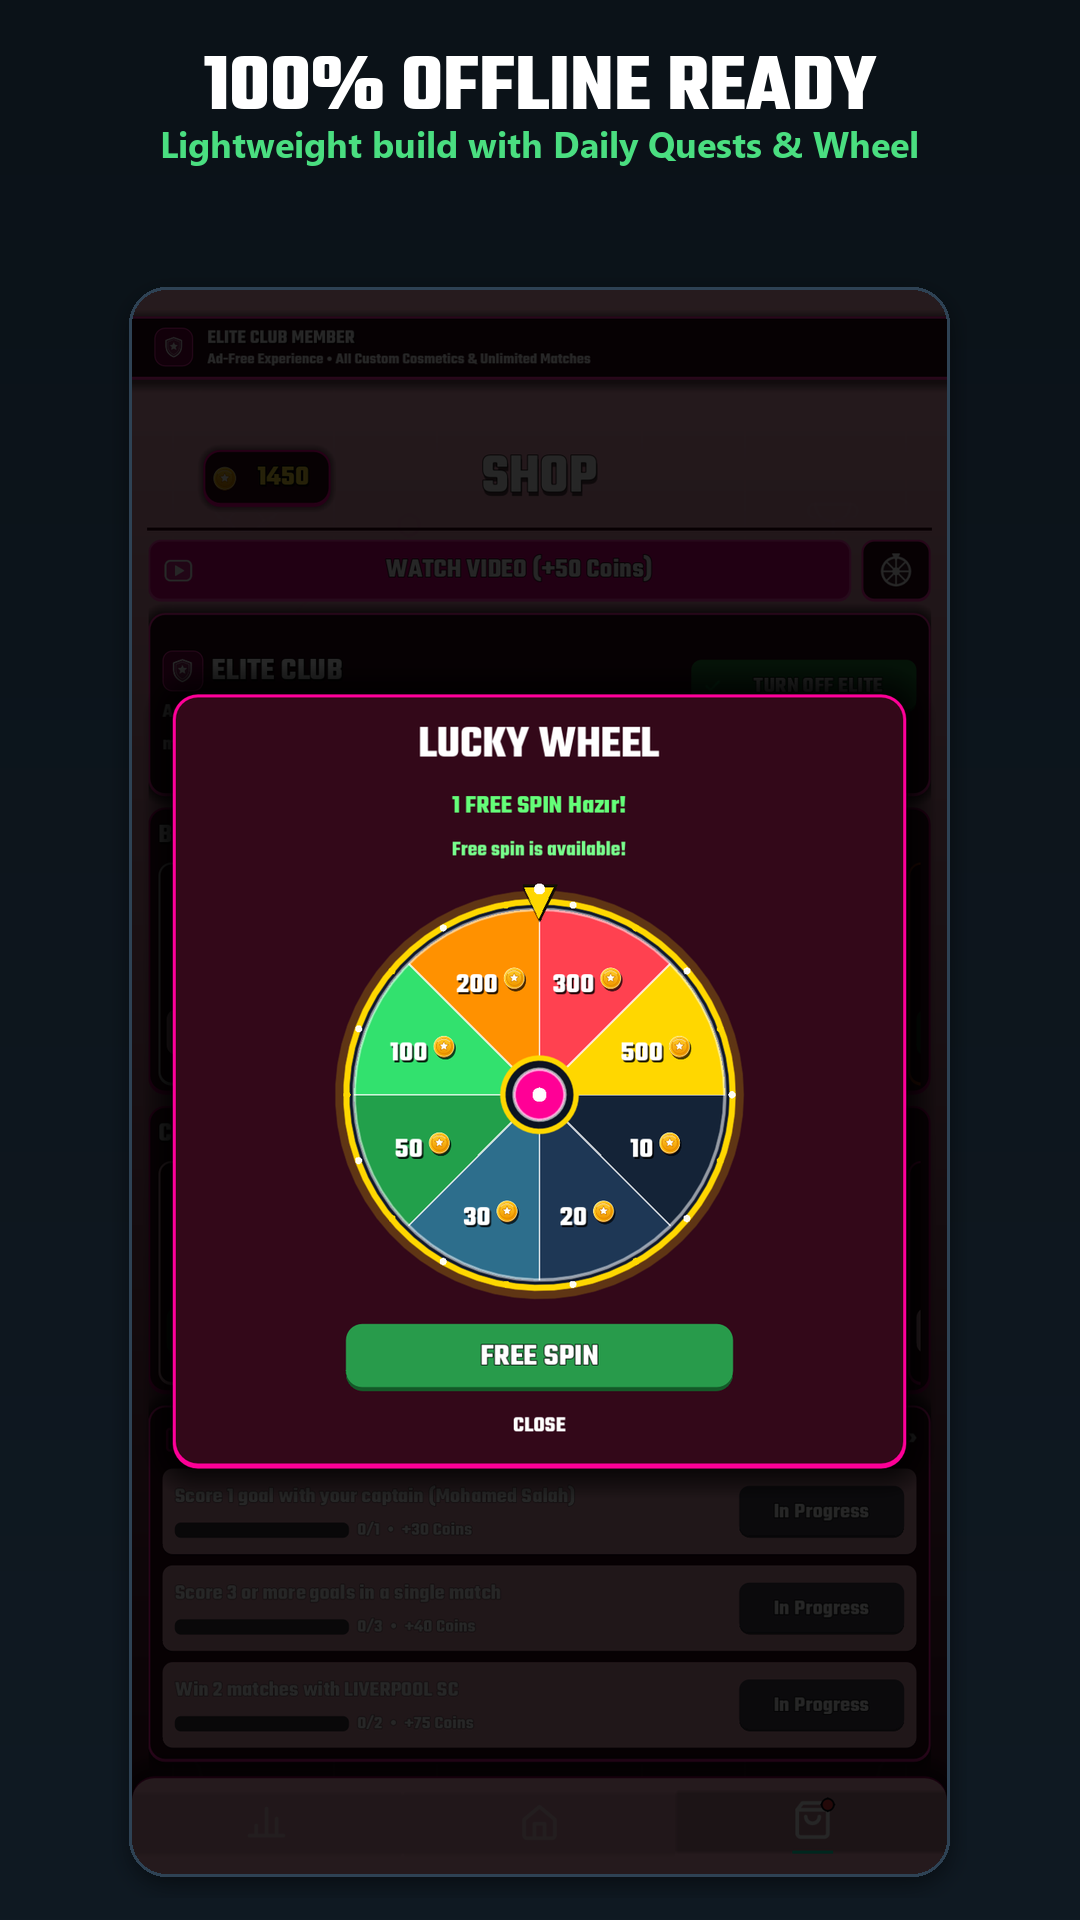 100% OFFLINE READY
Lightweight build with Daily Quests & Wheel
ELITE CLUB MEMBER
Ad-Free Experience • All Custom Cosmetics & Unlimited Matches
1450
SHOP
WATCH VIDEO (+50 Coins)
ELITE CLUB
TURN OFF ELITE
LUCKY WHEEL
1 FREE SPIN Hazır!
Free spin is available!
200
300
100
500
50
10
30
20
FREE SPIN
CLOSE
Score 1 goal with your captain (Mohamed Salah)
0/1 • +30 Coins
In Progress
Score 3 or more goals in a single match
0/3 • +40 Coins
In Progress
Win 2 matches with LIVERPOOL SC
0/2 • +75 Coins
In Progress